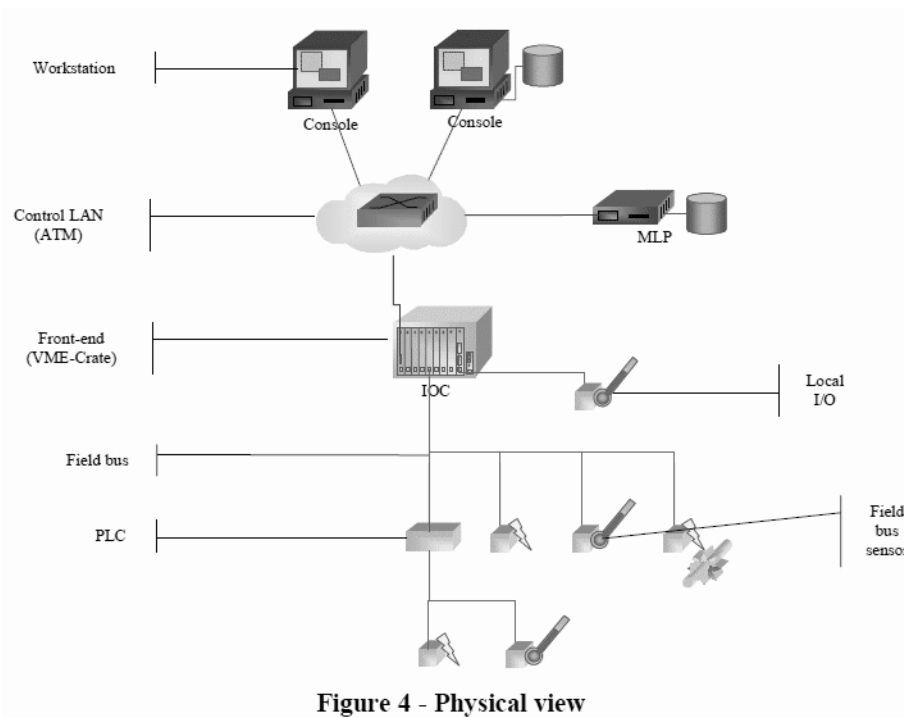 Workstation
Console
Console
Control LAN
(ATM)
MLP
Front-end
(VME-Crate)
IOC
Local
I/O
Field bus
PLC
Field
bus
sensor
Figure 4 - Physical view